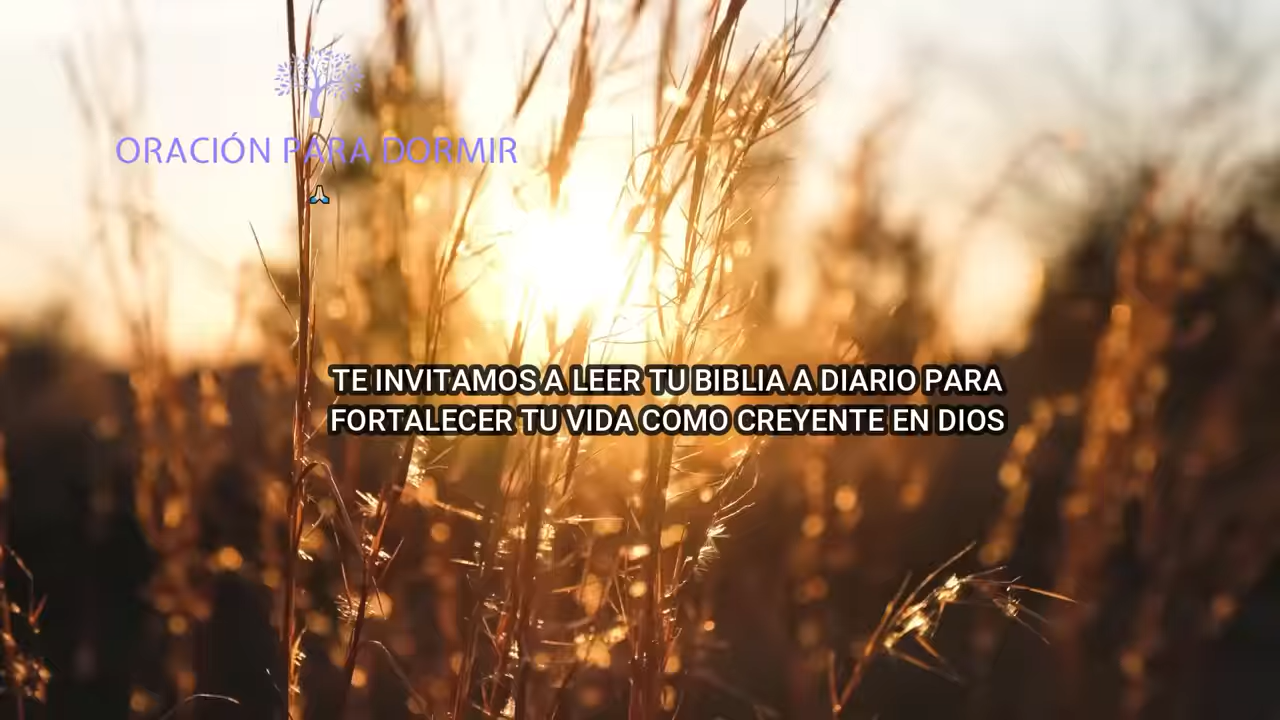 ORACIÓN PARA DORMIR
TE INVITAMOS A LEER TU BIBLIA A DIARIO PARA
FORTALECER TU VIDA COMO CREYENTE EN DIOS